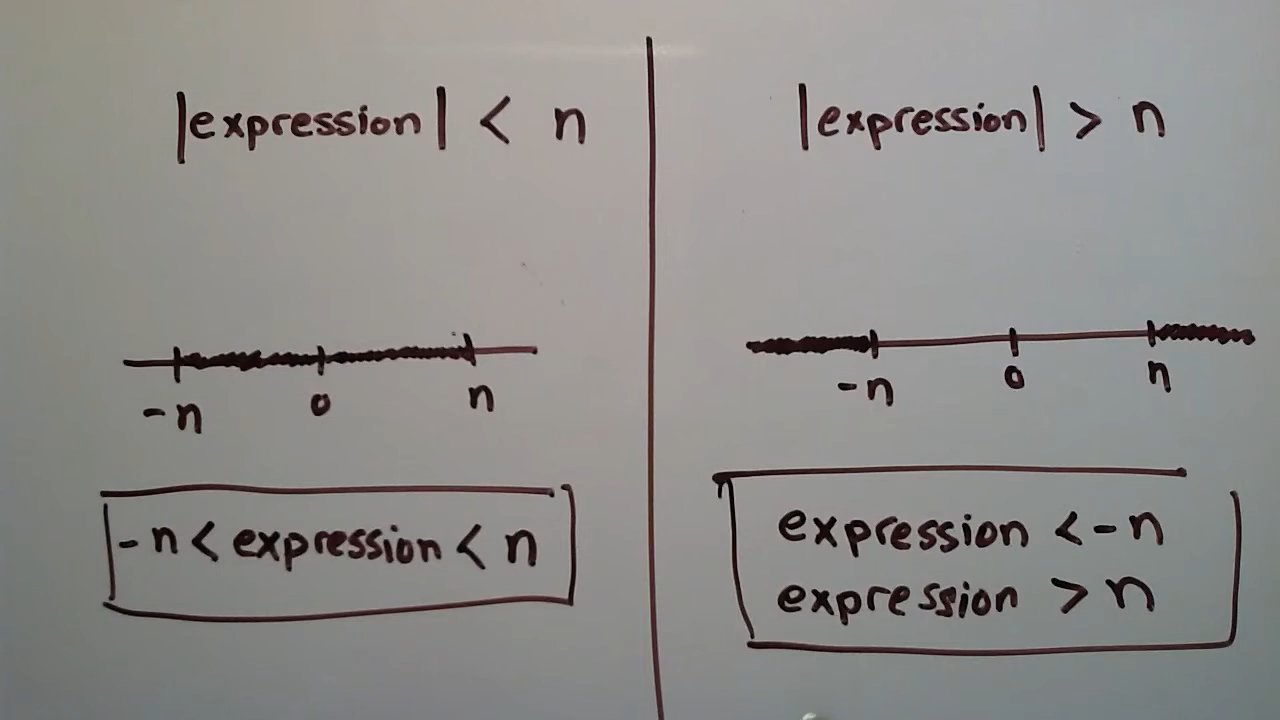 |expression| < n
-n 0 n
-n < expression < n
|expression| > n
-n 0 n
expression < -n
expression > n